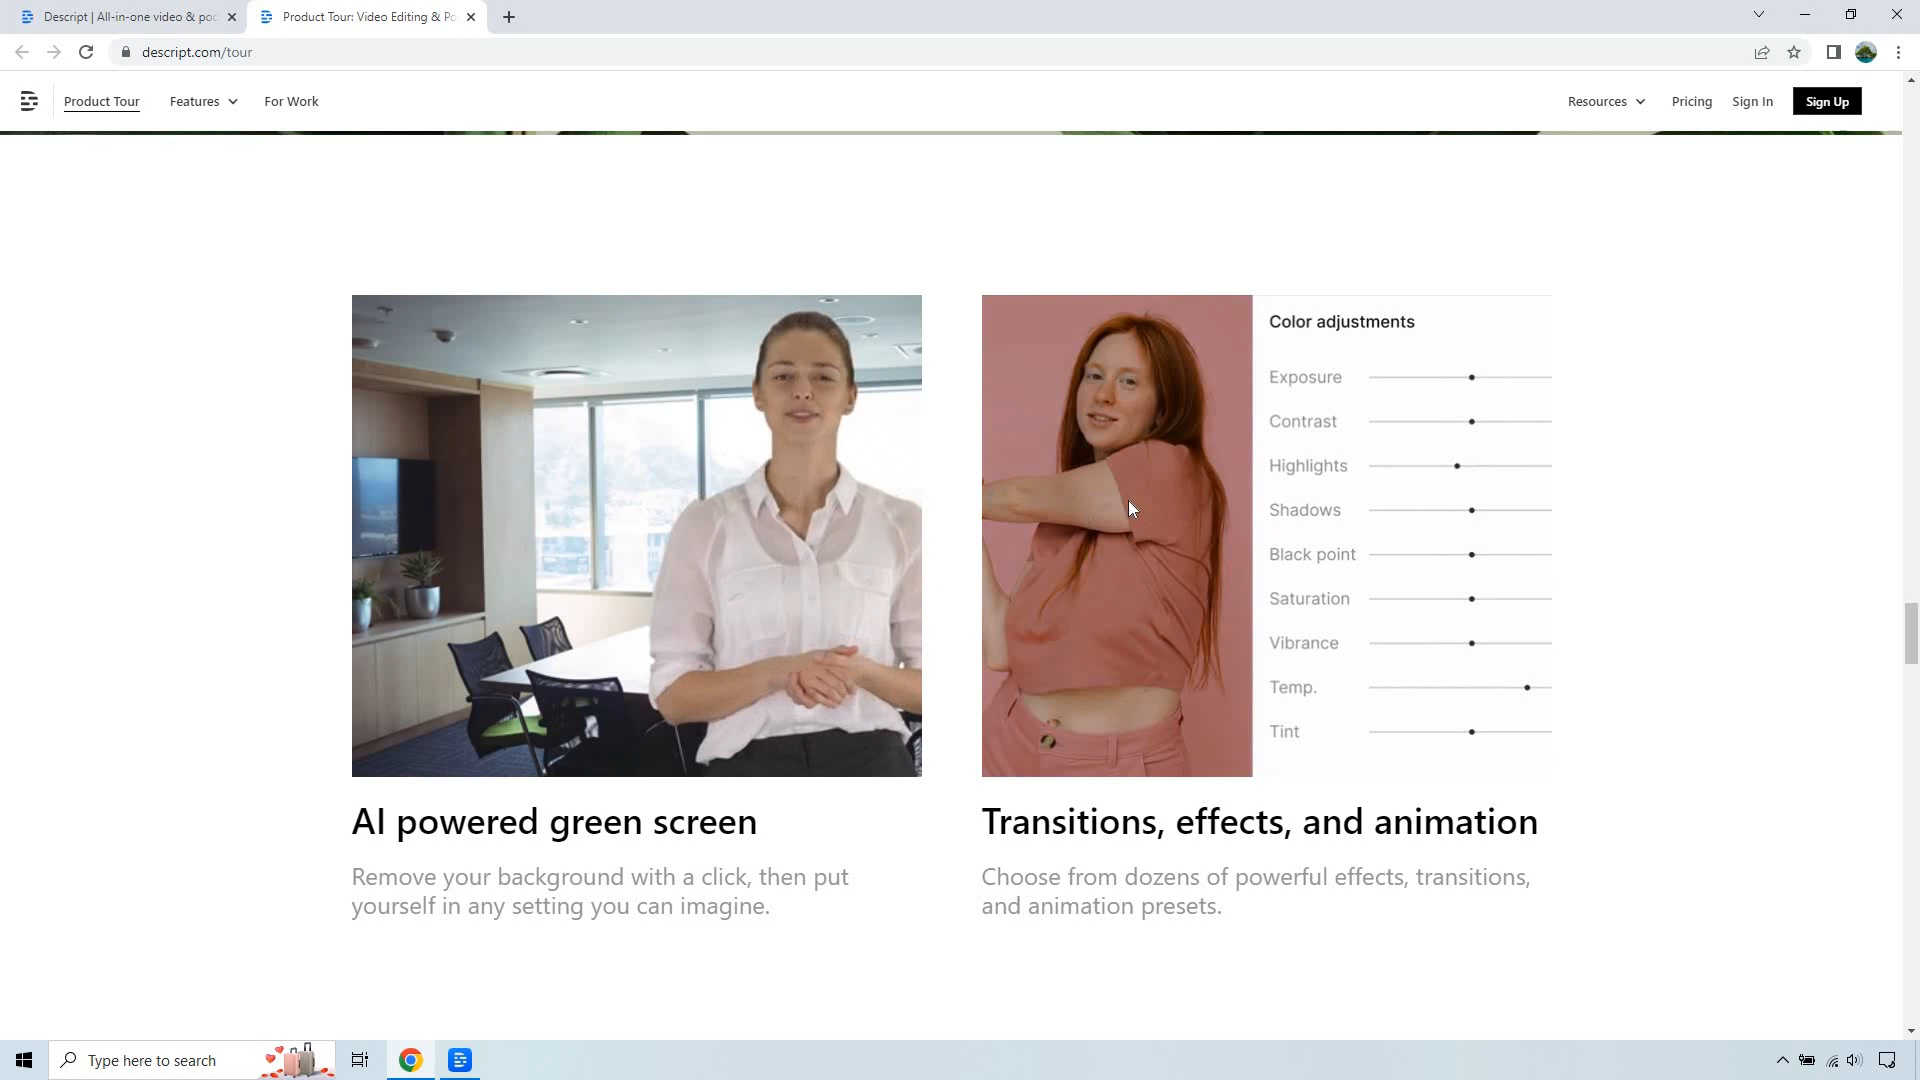 Descript | All-in-one video & pod
Product Tour: Video Editing & Po
descript.com/tour
Product Tour
Features
For Work
Resources
Pricing
Sign In
Sign Up
Color adjustments
Exposure
Contrast
Highlights
Shadows
Black point
Saturation
Vibrance
Temp.
Tint
AI powered green screen
Remove your background with a click, then put
yourself in any setting you can imagine.
Transitions, effects, and animation
Choose from dozens of powerful effects, transitions,
and animation presets.
Type here to search